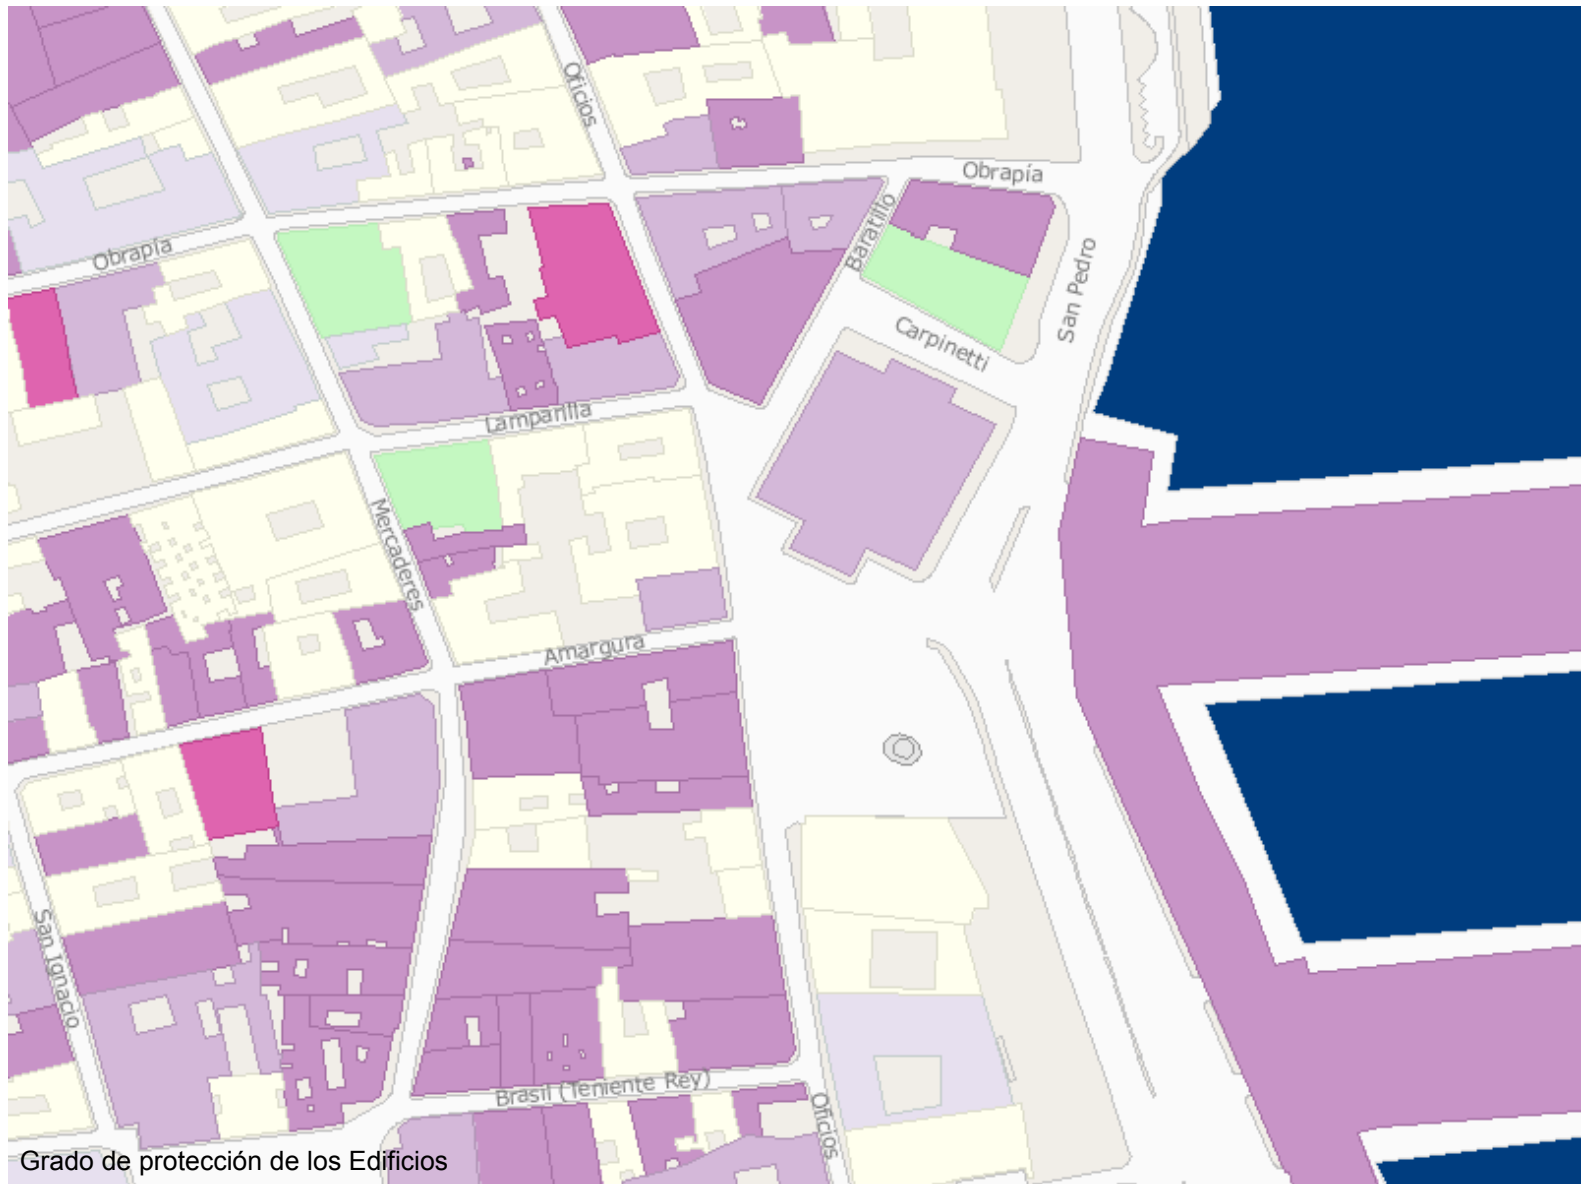 Oficios
Obrapía
Baratillo
San Pedro
Obrapía
Carpinetti
Lamparilla
Mercaderes
Amargura
San Ignacio
Brasil (Teniente Rey)
Oficios
Grado de protección de los Edificios